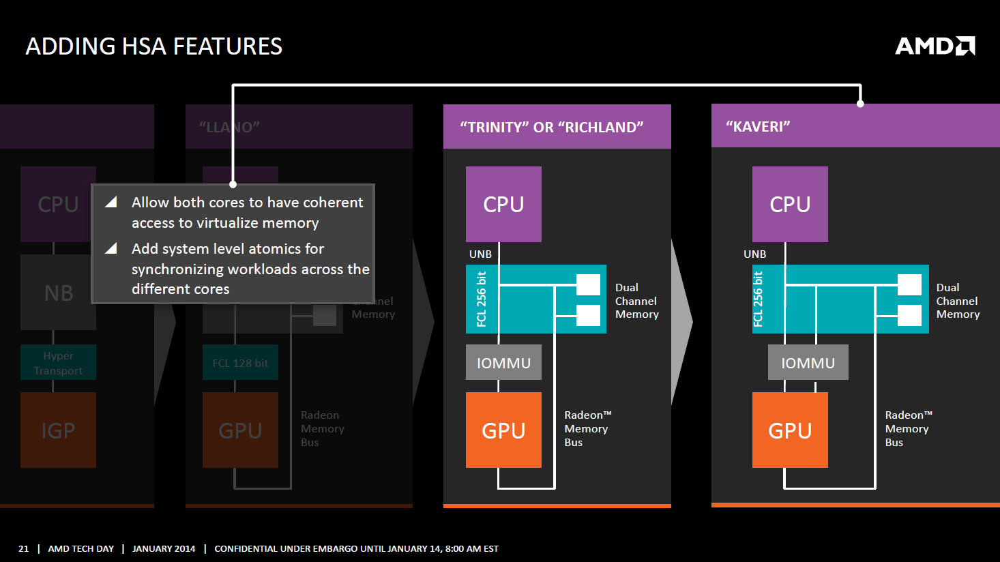 ADDING HSA FEATURES
AMD
"LLANO"
"TRINITY" OR "RICHLAND"
"KAVERI"
Allow both cores to have coherent
access to virtualize memory
Add system level atomics for
synchronizing workloads across the
different cores
CPU
NB
Hyper
Transport
IGP
Channel
Memory
FCL 128 bit
GPU
Radeon
Memory
Bus
CPU
UNB
FCL 256 bit
Dual
Channel
Memory
IOMMU
GPU
Radeon™
Memory
Bus
CPU
UNB
FCL 256 bit
Dual
Channel
Memory
IOMMU
GPU
Radeon™
Memory
Bus
21 | AMD TECH DAY | JANUARY 2014 | CONFIDENTIAL UNDER EMBARGO UNTIL JANUARY 14, 8:00 AM EST